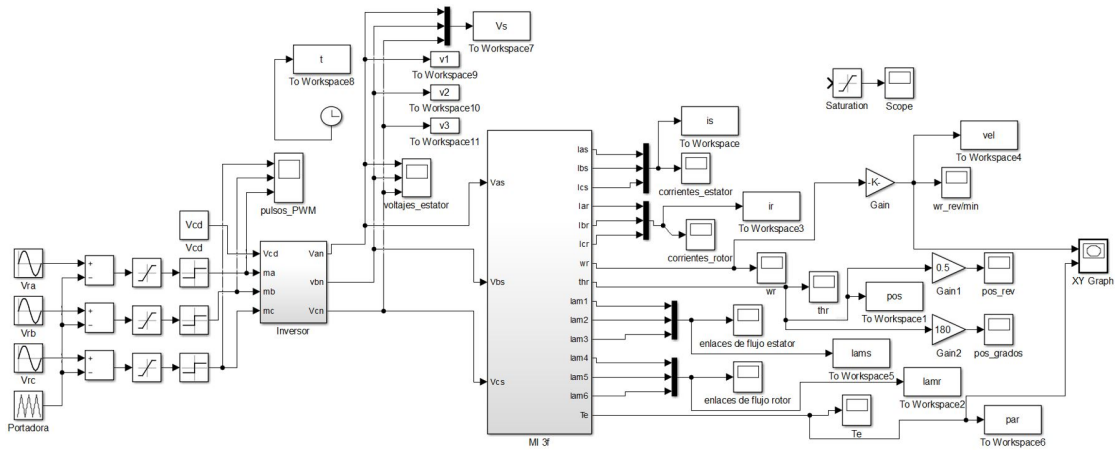 Vs
To Workspace7
t
To Workspace8
v1
To Workspace9
v2
To Workspace10
v3
To Workspace11
pulsos_PWM
voltajes_estator
Vcd
Vcd
Vra
Vrb
Vrc
Portadora
Vcd
ma
mb
mc
Van
vbn
Vcn
Inversor
Vas
Vbs
Vcs
Ias
Ibs
Ics
Iar
Ibr
Icr
wr
thr
lam1
lam2
lam3
lam4
lam5
lam6
Te
MI 3f
is
To Workspace
corrientes_estator
ir
To Workspace3
corrientes_rotor
wr
thr
enlaces de flujo estator
enlaces de flujo rotor
Saturation
Scope
-K-
Gain
vel
To Workspace4
wr_rev/min
0.5
Gain1
pos_rev
pos
To Workspace1
180
Gain2
pos_grados
XY Graph
lams
To Workspace5
lamr
To Workspace2
Te
par
To Workspace6